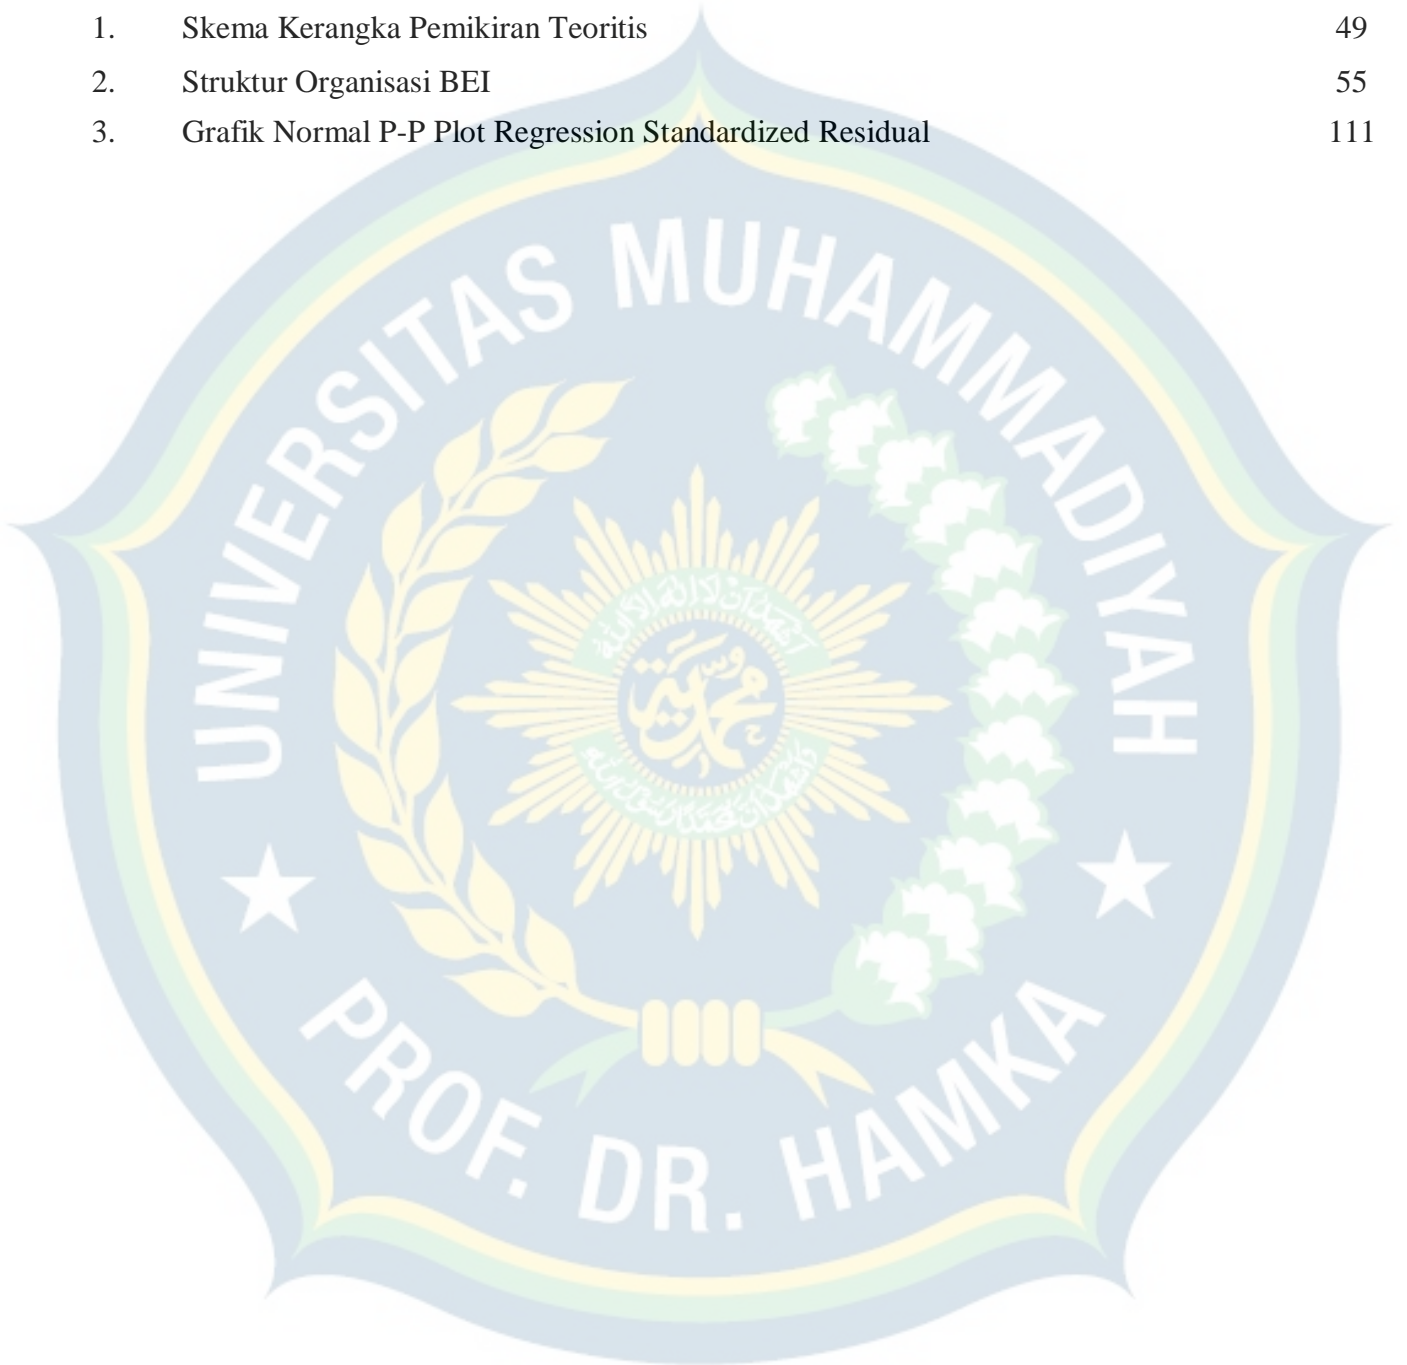 1. Skema Kerangka Pemikiran Teoritis 49
2. Struktur Organisasi BEI 55
3. Grafik Normal P-P Plot Regression Standardized Residual 111
UNIVERSITAS MUHAMMADIYAH
محمدية
PROF. DR. HAMKA